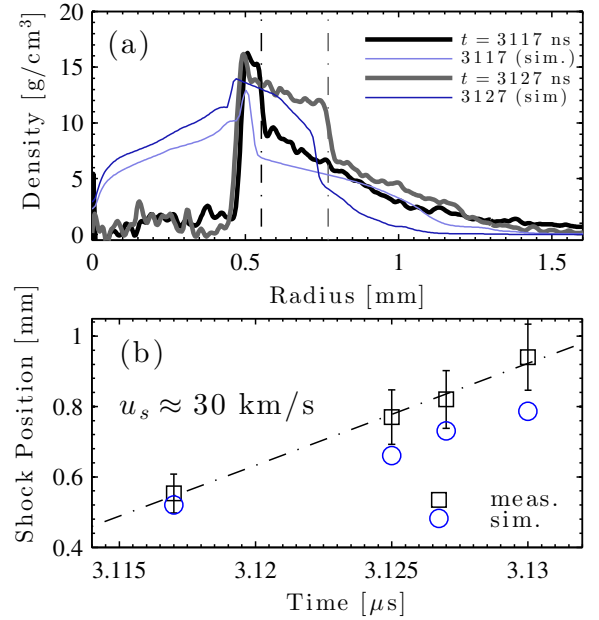 (a)
t = 3117 ns
3117 (sim.)
t = 3127 ns
3127 (sim)
Density [g/cm³]
20
15
10
5
0
0
0.5
1
1.5
Radius [mm]
(b)
uₛ ≈ 30 km/s
meas.
sim.
Shock Position [mm]
1
0.8
0.6
0.4
3.115
3.12
3.125
3.13
Time [μs]